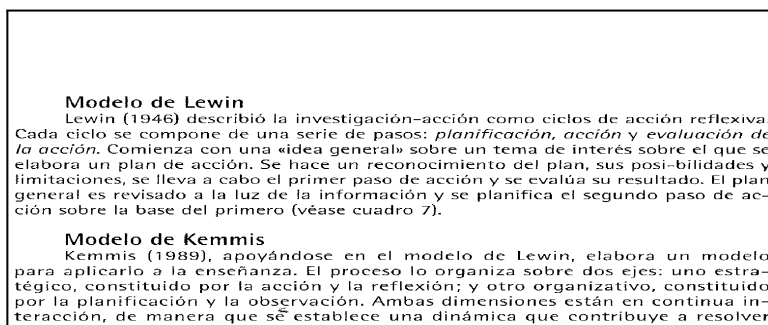 Modelo de Lewin
Lewin (1946) describió la investigación-acción como ciclos de acción reflexiva.
Cada ciclo se compone de una serie de pasos: planificación, acción y evaluación de
la acción. Comienza con una «idea general» sobre un tema de interés sobre el que se
elabora un plan de acción. Se hace un reconocimiento del plan, sus posi-bilidades y
limitaciones, se lleva a cabo el primer paso de acción y se evalúa su resultado. El plan
general es revisado a la luz de la información y se planifica el segundo paso de ac-
ción sobre la base del primero (véase cuadro 7).
Modelo de Kemmis
Kemmis (1989), apoyándose en el modelo de Lewin, elabora un modelo
para aplicarlo a la enseñanza. El proceso lo organiza sobre dos ejes: uno estra-
tégico, constituido por la acción y la reflexión; y otro organizativo, constituido
por la planificación y la observación. Ambas dimensiones están en continua in-
teracción, de manera que se establece una dinámica que contribuye a resolver